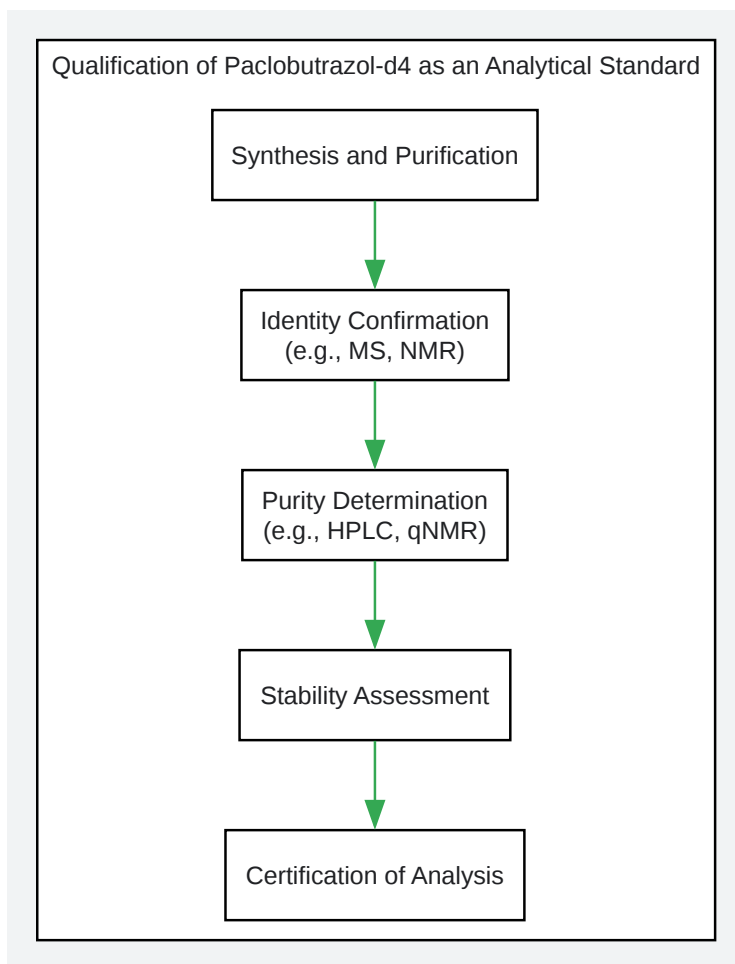 Qualification of Paclobutrazol-d4 as an Analytical Standard
Synthesis and Purification
Identity Confirmation
(e.g., MS, NMR)
Purity Determination
(e.g., HPLC, qNMR)
Stability Assessment
Certification of Analysis